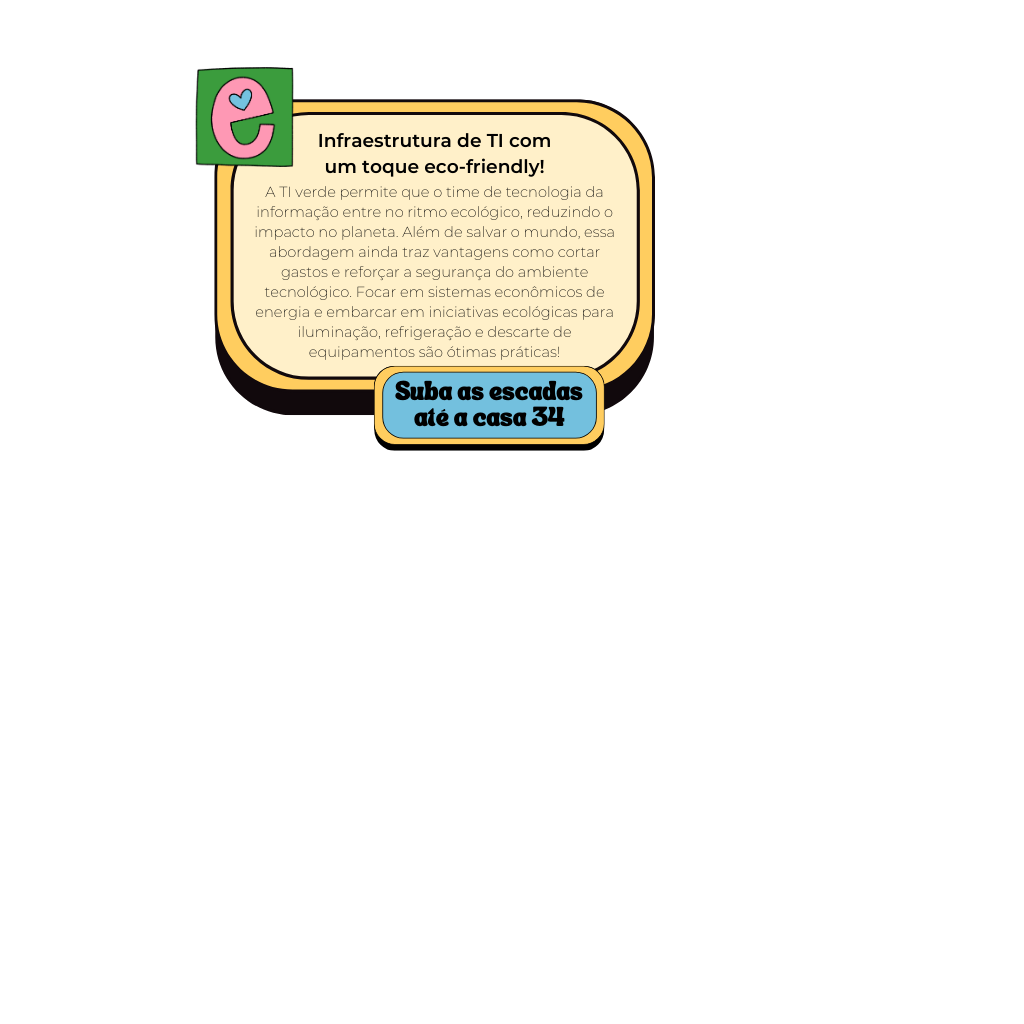 e
Infraestrutura de TI com
um toque eco-friendly!
A TI verde permite que o time de tecnologia da
informação entre no ritmo ecológico, reduzindo o
impacto no planeta. Além de salvar o mundo, essa
abordagem ainda traz vantagens como cortar
gastos e reforçar a segurança do ambiente
tecnológico. Focar em sistemas econômicos de
energia e embarcar em iniciativas ecológicas para
iluminação, refrigeração e descarte de
equipamentos são ótimas práticas!
Suba as escadas
até a casa 34